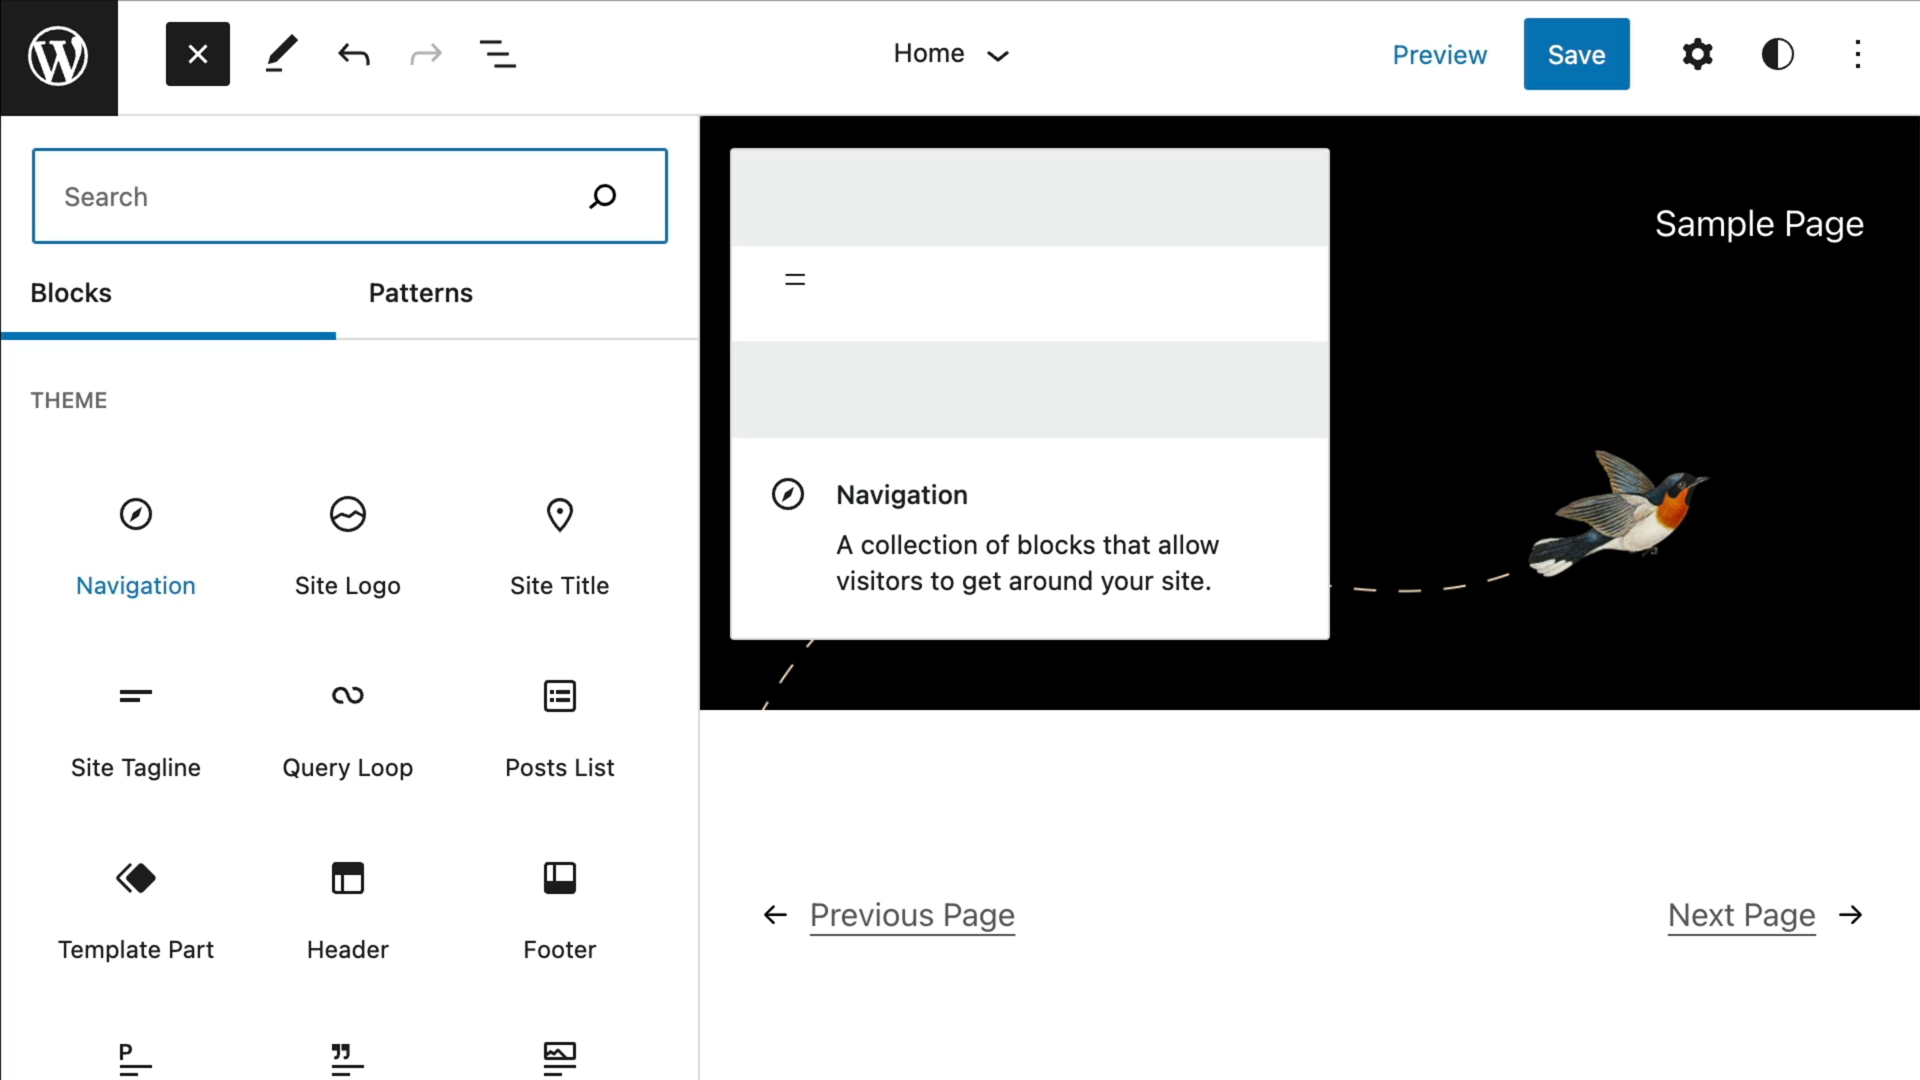 Home
Preview
Save
Search
Blocks
Patterns
THEME
Navigation
Site Logo
Site Title
Site Tagline
Query Loop
Posts List
Template Part
Header
Footer
Navigation
A collection of blocks that allow
visitors to get around your site.
Sample Page
Previous Page
Next Page